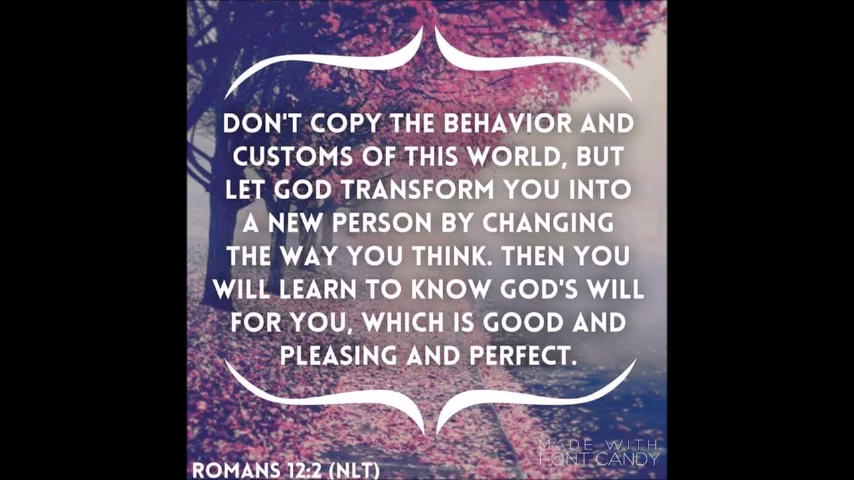 DON'T COPY THE BEHAVIOR AND
CUSTOMS OF THIS WORLD, BUT
LET GOD TRANSFORM YOU INTO
A NEW PERSON BY CHANGING
THE WAY YOU THINK. THEN YOU
WILL LEARN TO KNOW GOD'S WILL
FOR YOU, WHICH IS GOOD AND
PLEASING AND PERFECT.
MADE WITH
FONT CANDY
ROMANS 12:2 (NLT)